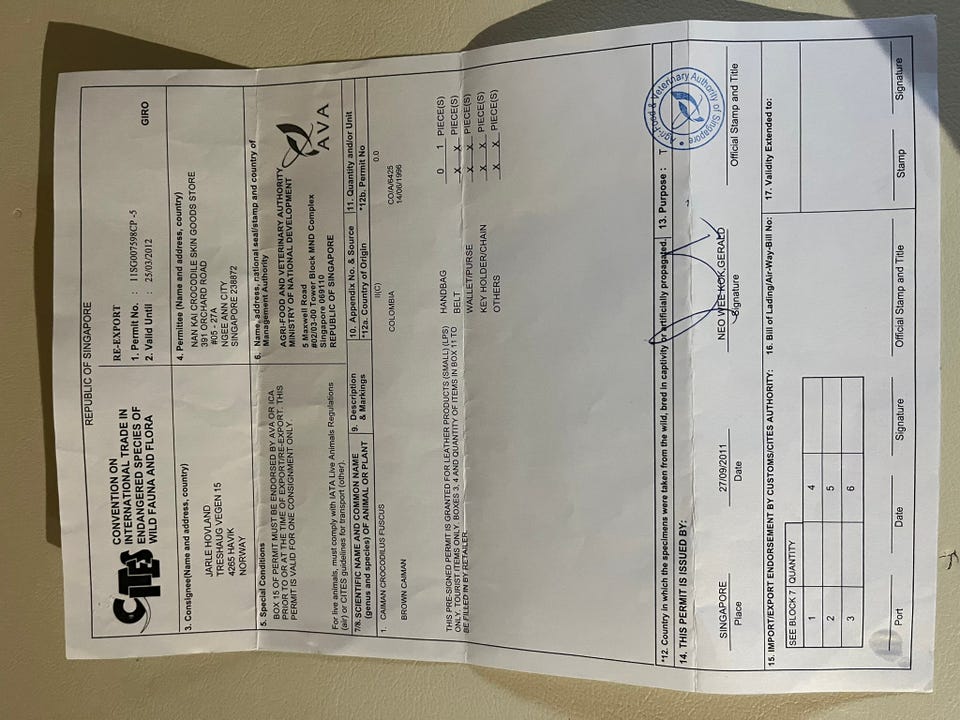 REPUBLIC OF SINGAPORE
CITES
CONVENTION ON
INTERNATIONAL TRADE IN
ENDANGERED SPECIES OF
WILD FAUNA AND FLORA
RE-EXPORT
GIRO
1. Permit No. : 11SG007598CP -5
2. Valid Until : 25/03/2012
3. Consignee(Name and address, country)
JARLE HOVLAND
TRESHAUG VEGEN 15
4265 HAVIK
NORWAY
4. Permittee (Name and address, country)
NAN KAI CROCODILE SKIN GOODS STORE
391 ORCHARD ROAD
#05 - 27A
NGEE ANN CITY
SINGAPORE 238872
5. Special Conditions
BOX 15 OF PERMIT MUST BE ENDORSED BY AVA OR ICA
PRIOR TO OR AT THE TIME OF EXPORT/RE-EXPORT. THIS
PERMIT IS VALID FOR ONE CONSIGNMENT ONLY.
For live animals, must comply with IATA Live Animals Regulations
(air) or CITES guidelines for transport (other).
6. Name, address, national seal/stamp and country of
Management Authority
AGRI-FOOD AND VETERINARY AUTHORITY
MINISTRY OF NATIONAL DEVELOPMENT
5 Maxwell Road
#02/03-00 Tower Block MND Complex
Singapore 069110
REPUBLIC OF SINGAPORE
AVA
7/8. SCIENTIFIC NAME AND COMMON NAME
(genus and species) OF ANIMAL OR PLANT
9. Description
& Markings
10. Appendix No. & Source
*12a. Country of Origin
11. Quantity and/or Unit
*12b. Permit No
1. CAIMAN CROCODILUS FUSCUS
II(C)
0.0
BROWN CAIMAN
COLOMBIA
CO/A/6425
14/06/1996
THIS PRE-SIGNED PERMIT IS GRANTED FOR LEATHER PRODUCTS (SMALL) (LPS)
ONLY. TOURIST ITEMS ONLY. BOXES 3, 4 AND QUANTITY OF ITEMS IN BOX 11 TO
BE FILLED IN BY RETAILER.
HANDBAG 0 1 PIECE(S)
BELT X X PIECE(S)
WALLET/PURSE X X PIECE(S)
KEY HOLDER/CHAIN X X PIECE(S)
OTHERS X X PIECE(S)
*12. Country in which the specimens were taken from the wild, bred in captivity or artificially propagated.
13. Purpose : T
14. THIS PERMIT IS ISSUED BY:
Agri-Food & Veterinary Authority of Singapore
SINGAPORE
27/09/2011
NEO WEE KOK,GERALD
Place
Date
Signature
Official Stamp and Title
15. IMPORT/EXPORT ENDORSEMENT BY CUSTOMS/CITES AUTHORITY:
16. Bill of Lading/Air-Way-Bill No:
17. Validity Extended to:
SEE BLOCK 7 QUANTITY
1 4
2 5
3 6
Port
Date
Signature
Official Stamp and Title
Stamp
Signature